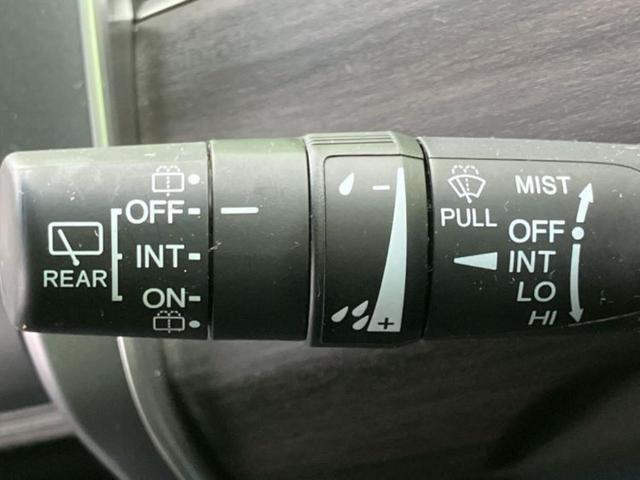 REAR
OFF
INT
ON
-
+
PULL
MIST
OFF
INT
LO
HI